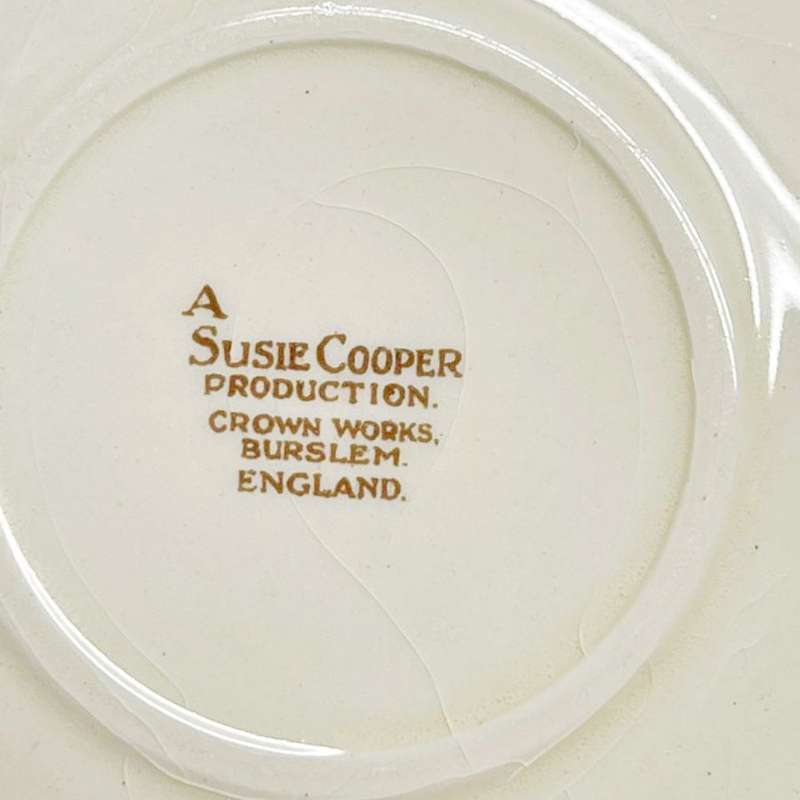 A
SUSIE COOPER
PRODUCTION.
CROWN WORKS,
BURSLEM.
ENGLAND.